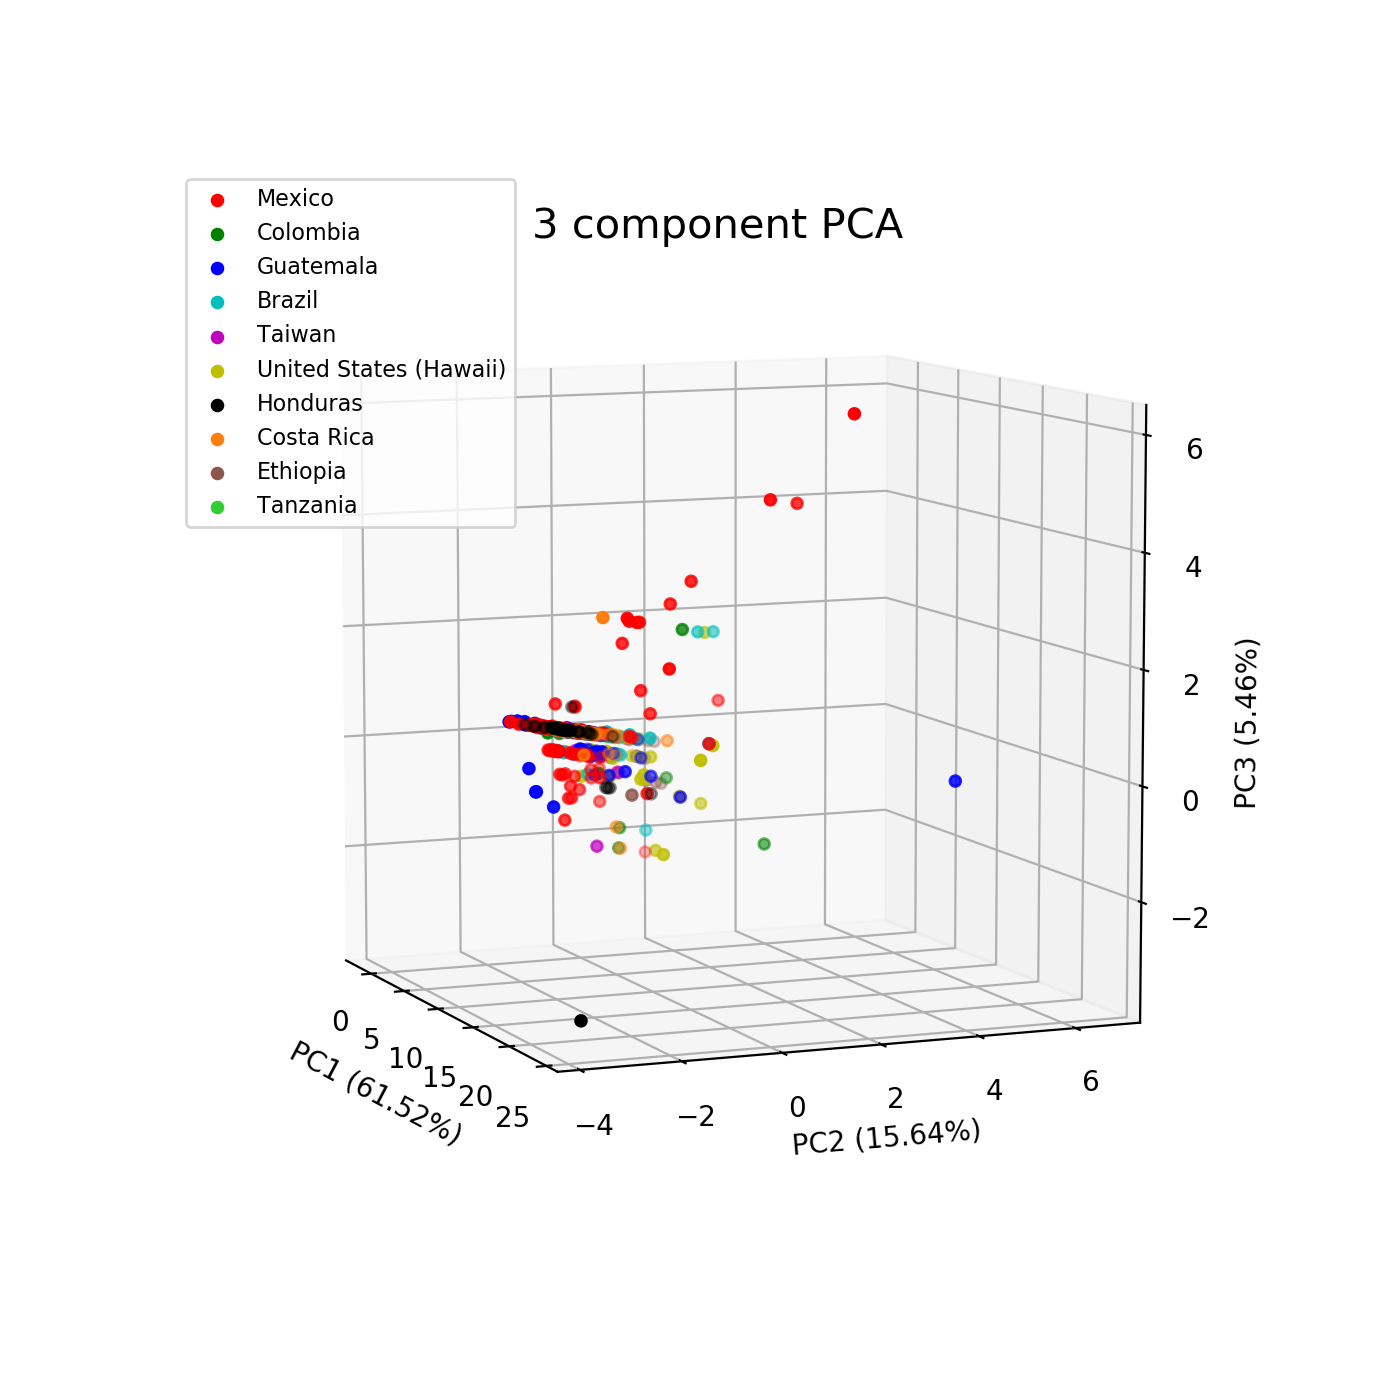 3 component PCA
Mexico
Colombia
Guatemala
Brazil
Taiwan
United States (Hawaii)
Honduras
Costa Rica
Ethiopia
Tanzania
6
4
2
0
−2
PC3 (5.46%)
0
5
10
15
20
25
PC1 (61.52%)
−4
−2
0
2
4
6
PC2 (15.64%)